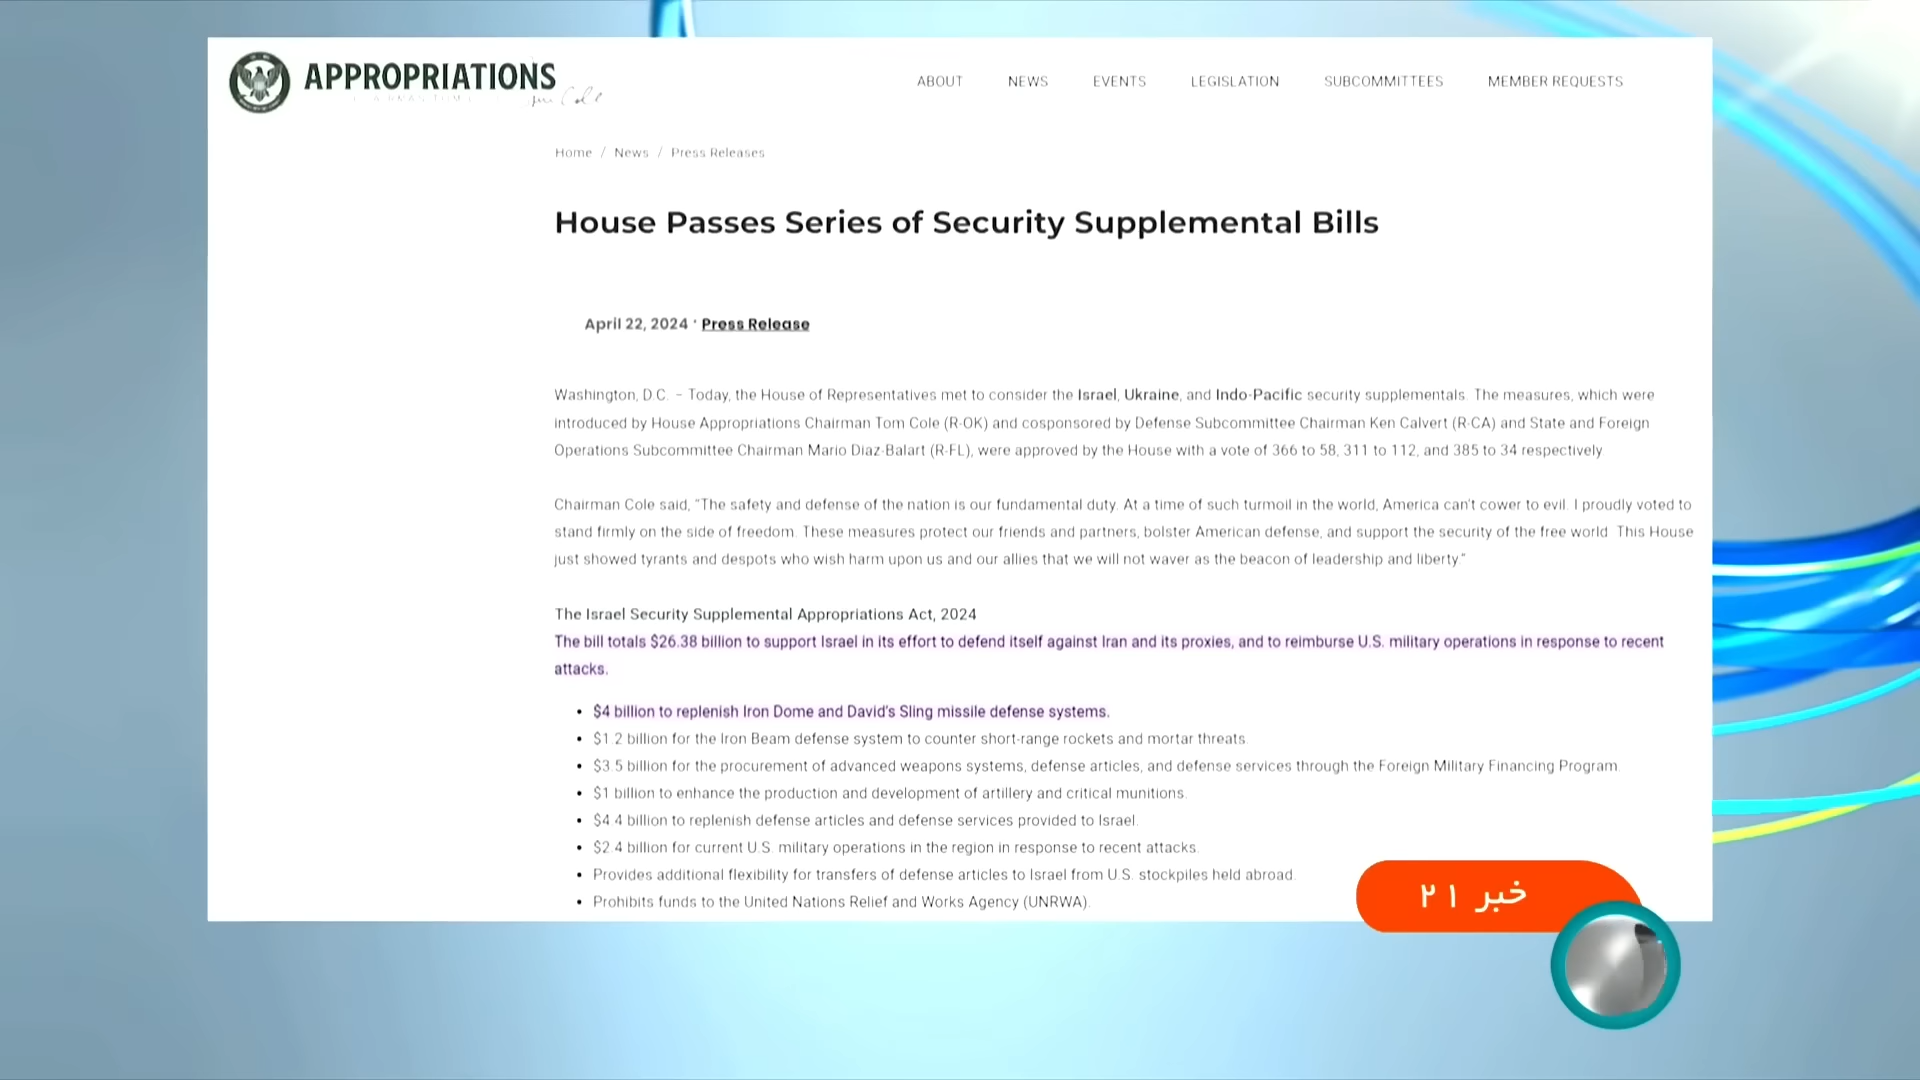 APPROPRIATIONS
ABOUT NEWS EVENTS LEGISLATION SUBCOMMITTEES MEMBER REQUESTS
Home / News / Press Releases
House Passes Series of Security Supplemental Bills
April 22, 2024 · Press Release
Washington, D.C. – Today, the House of Representatives met to consider the Israel, Ukraine, and Indo-Pacific security supplementals. The measures, which were
introduced by House Appropriations Chairman Tom Cole (R-OK) and cosponsored by Defense Subcommittee Chairman Ken Calvert (R-CA) and State and Foreign
Operations Subcommittee Chairman Mario Diaz-Balart (R-FL), were approved by the House with a vote of 366 to 58, 311 to 112, and 385 to 34 respectively
Chairman Cole said, "The safety and defense of the nation is our fundamental duty. At a time of such turmoil in the world, America can't cower to evil. I proudly voted to
stand firmly on the side of freedom. These measures protect our friends and partners, bolster American defense, and support the security of the free world. This House
just showed tyrants and despots who wish harm upon us and our allies that we will not waver as the beacon of leadership and liberty."
The Israel Security Supplemental Appropriations Act, 2024
The bill totals $26.38 billion to support Israel in its effort to defend itself against Iran and its proxies, and to reimburse U.S. military operations in response to recent
attacks.
• $4 billion to replenish Iron Dome and David's Sling missile defense systems.
• $1.2 billion for the Iron Beam defense system to counter short-range rockets and mortar threats.
• $3.5 billion for the procurement of advanced weapons systems, defense articles, and defense services through the Foreign Military Financing Program.
• $1 billion to enhance the production and development of artillery and critical munitions.
• $4.4 billion to replenish defense articles and defense services provided to Israel.
• $2.4 billion for current U.S. military operations in the region in response to recent attacks.
• Provides additional flexibility for transfers of defense articles to Israel from U.S. stockpiles held abroad.
• Prohibits funds to the United Nations Relief and Works Agency (UNRWA).
خبر ۲۱